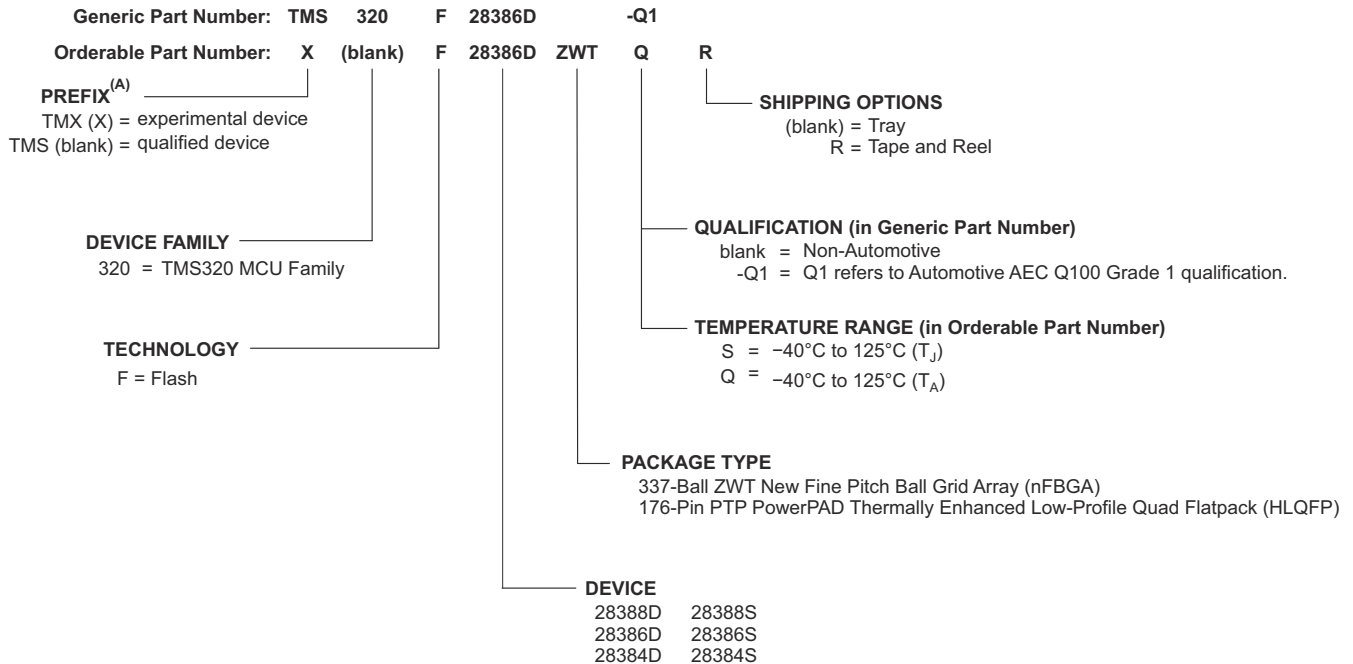 Generic Part Number: TMS 320 F 28386D -Q1
Orderable Part Number: X (blank) F 28386D ZWT Q R
PREFIX(A)
TMX (X) = experimental device
TMS (blank) = qualified device
SHIPPING OPTIONS
(blank) = Tray
R = Tape and Reel
DEVICE FAMILY
320 = TMS320 MCU Family
QUALIFICATION (in Generic Part Number)
blank = Non-Automotive
-Q1 = Q1 refers to Automotive AEC Q100 Grade 1 qualification.
TECHNOLOGY
F = Flash
TEMPERATURE RANGE (in Orderable Part Number)
S = −40°C to 125°C (TJ)
Q = −40°C to 125°C (TA)
PACKAGE TYPE
337-Ball ZWT New Fine Pitch Ball Grid Array (nFBGA)
176-Pin PTP PowerPAD Thermally Enhanced Low-Profile Quad Flatpack (HLQFP)
DEVICE
28388D 28388S
28386D 28386S
28384D 28384S